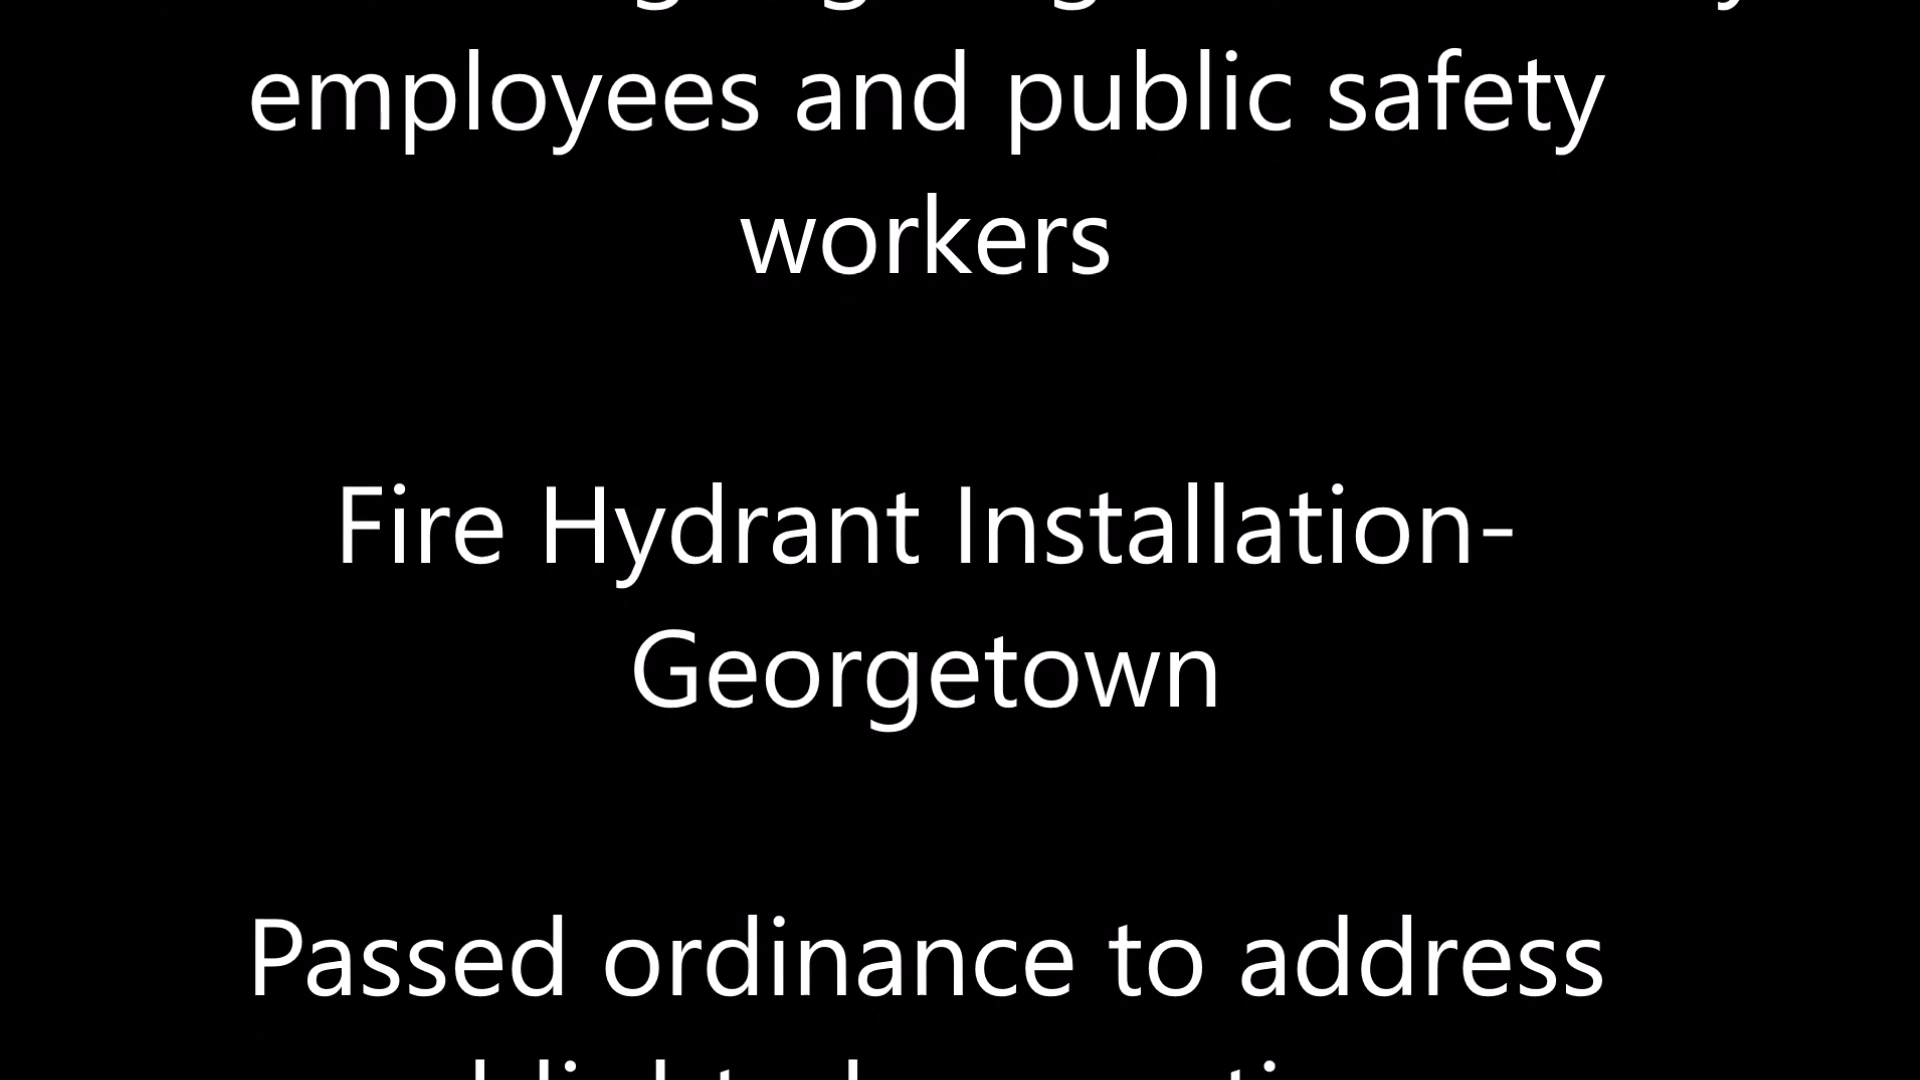 employees and public safety
workers
Fire Hydrant Installation-
Georgetown
Passed ordinance to address